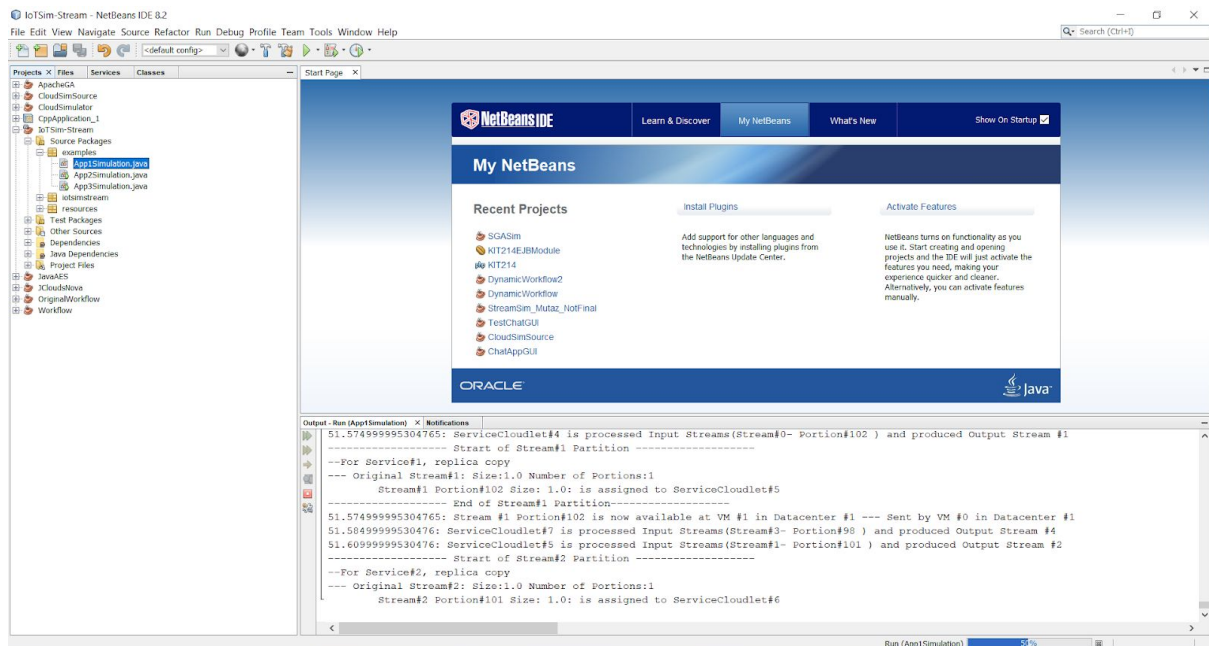 IoTSim-Stream - NetBeans IDE 8.2
File Edit View Navigate Source Refactor Run Debug Profile Team Tools Window Help
Search (Ctrl+I)
<default config>
Projects Files Services Classes
ApacheGA
CloudSimSource
CloudSimulator
CppApplication_1
IoTSim-Stream
Source Packages
examples
App1Simulation.java
App2Simulation.java
App3Simulation.java
iotsimstream
resources
Test Packages
Other Sources
Dependencies
Java Dependencies
Project Files
JavaAES
JCloudsNova
OriginalWorkflow
Workflow
Start Page
NetBeans IDE
Learn & Discover
My NetBeans
What's New
Show On Startup
My NetBeans
Recent Projects
SGASim
KIT214EJBModule
KIT214
DynamicWorkflow2
DynamicWorkflow
StreamSim_Mutaz_NotFinal
TestChatGUI
CloudSimSource
ChatAppGUI
Install Plugins
Add support for other languages and
technologies by installing plugins from
the NetBeans Update Center.
Activate Features
NetBeans turns on functionality as you
use it. Start creating and opening
projects and the IDE will just activate the
features you need, making your
experience quicker and cleaner.
Alternatively, you can activate features
manually.
ORACLE
Java
Output - Run (App1Simulation) Notifications
51.574999995304765: ServiceCloudlet#4 is processed Input Streams(Stream#0- Portion#102 ) and produced Output Stream #1
------------------- Strart of Stream#1 Partition -------------------
--For Service#1, replica copy
--- Original Stream#1: Size:1.0 Number of Portions:1
Stream#1 Portion#102 Size: 1.0: is assigned to ServiceCloudlet#5
------------------- End of Stream#1 Partition-------------------
51.574999995304765: Stream #1 Portion#102 is now available at VM #1 in Datacenter #1 --- Sent by VM #0 in Datacenter #1
51.58499999530476: ServiceCloudlet#7 is processed Input Streams(Stream#3- Portion#98 ) and produced Output Stream #4
51.60999999530476: ServiceCloudlet#5 is processed Input Streams(Stream#1- Portion#101 ) and produced Output Stream #2
------------------- Strart of Stream#2 Partition -------------------
--For Service#2, replica copy
--- Original Stream#2: Size:1.0 Number of Portions:1
Stream#2 Portion#101 Size: 1.0: is assigned to ServiceCloudlet#6
Run (App1Simulation)